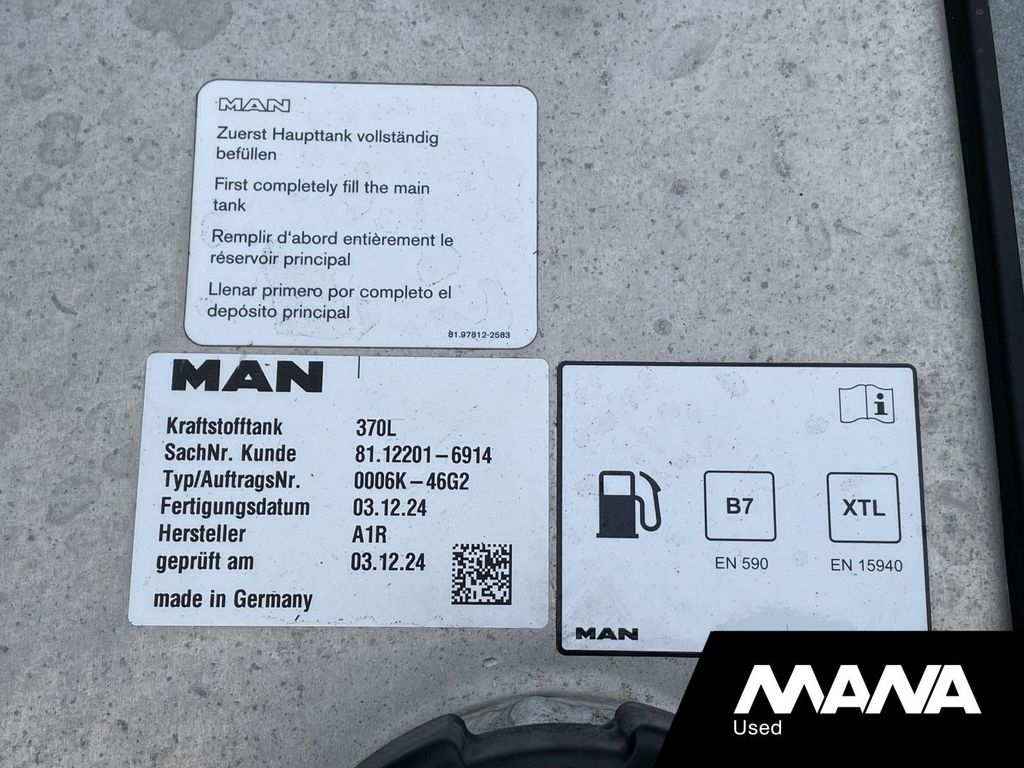 MAN
Zuerst Haupttank vollständig
befüllen
First completely fill the main
tank
Remplir d'abord entièrement le
réservoir principal
Llenar primero por completo el
depósito principal
81.97812-2583
MAN
Kraftstofftank 370L
SachNr. Kunde 81.12201-6914
Typ/AuftragsNr. 0006K-46G2
Fertigungsdatum 03.12.24
Hersteller A1R
geprüft am 03.12.24
made in Germany
i
B7 XTL
EN 590 EN 15940
MAN
MANA
Used